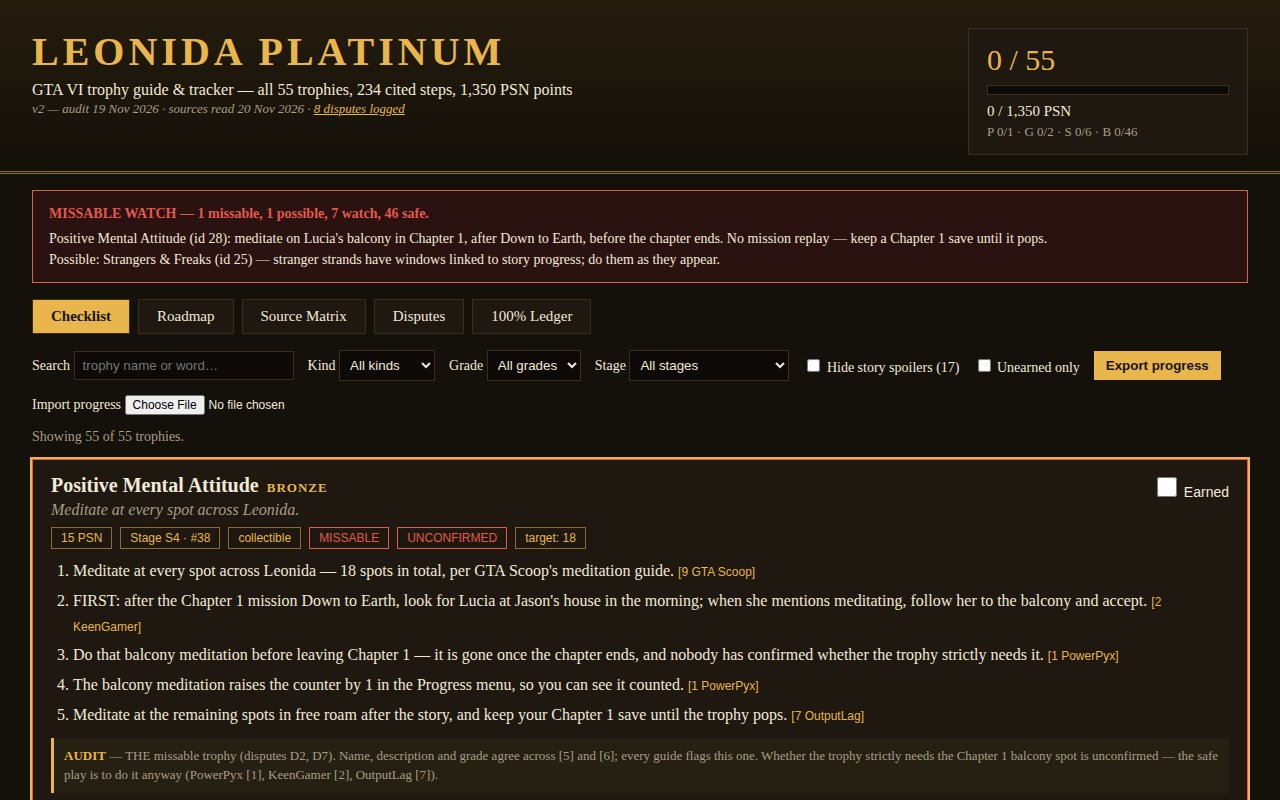 LEONIDA PLATINUM
GTA VI trophy guide & tracker — all 55 trophies, 234 cited steps, 1,350 PSN points
v2 — audit 19 Nov 2026 · sources read 20 Nov 2026 · 8 disputes logged
0 / 55
0 / 1,350 PSN
P 0/1 · G 0/2 · S 0/6 · B 0/46
MISSABLE WATCH — 1 missable, 1 possible, 7 watch, 46 safe.
Positive Mental Attitude (id 28): meditate on Lucia's balcony in Chapter 1, after Down to Earth, before the chapter ends. No mission replay — keep a Chapter 1 save until it pops.
Possible: Strangers & Freaks (id 25) — stranger strands have windows linked to story progress; do them as they appear.
Checklist Roadmap Source Matrix Disputes 100% Ledger
Search trophy name or word… Kind All kinds Grade All grades Stage All stages Hide story spoilers (17) Unearned only Export progress
Import progress Choose File No file chosen
Showing 55 of 55 trophies.
Positive Mental Attitude BRONZE Earned
Meditate at every spot across Leonida.
15 PSN Stage S4 · #38 collectible MISSABLE UNCONFIRMED target: 18
1. Meditate at every spot across Leonida — 18 spots in total, per GTA Scoop's meditation guide. [9 GTA Scoop]
2. FIRST: after the Chapter 1 mission Down to Earth, look for Lucia at Jason's house in the morning; when she mentions meditating, follow her to the balcony and accept. [2
KeenGamer]
3. Do that balcony meditation before leaving Chapter 1 — it is gone once the chapter ends, and nobody has confirmed whether the trophy strictly needs it. [1 PowerPyx]
4. The balcony meditation raises the counter by 1 in the Progress menu, so you can see it counted. [1 PowerPyx]
5. Meditate at the remaining spots in free roam after the story, and keep your Chapter 1 save until the trophy pops. [7 OutputLag]
AUDIT — THE missable trophy (disputes D2, D7). Name, description and grade agree across [5] and [6]; every guide flags this one. Whether the trophy strictly needs the Chapter 1 balcony spot is unconfirmed — the safe
play is to do it anyway (PowerPyx [1], KeenGamer [2], OutputLag [7]).